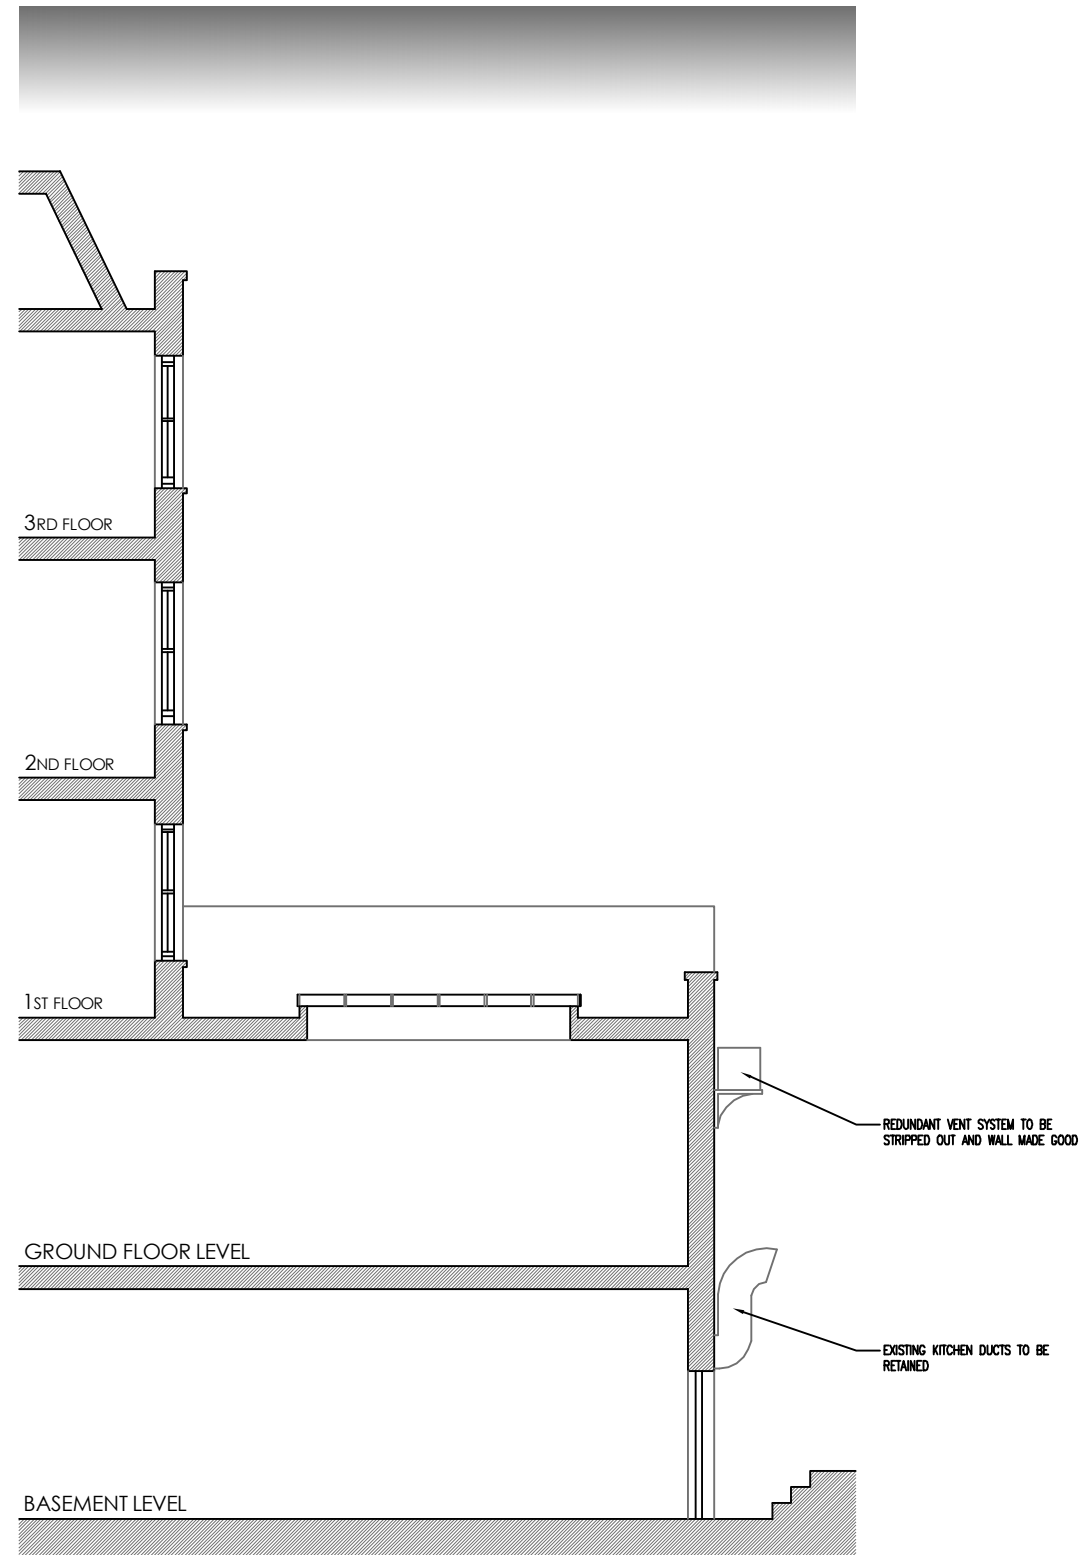 3RD FLOOR
2ND FLOOR
1ST FLOOR
REDUNDANT VENT SYSTEM TO BE
STRIPPED OUT AND WALL MADE GOOD
GROUND FLOOR LEVEL
EXISTING KITCHEN DUCTS TO BE
RETAINED
BASEMENT LEVEL